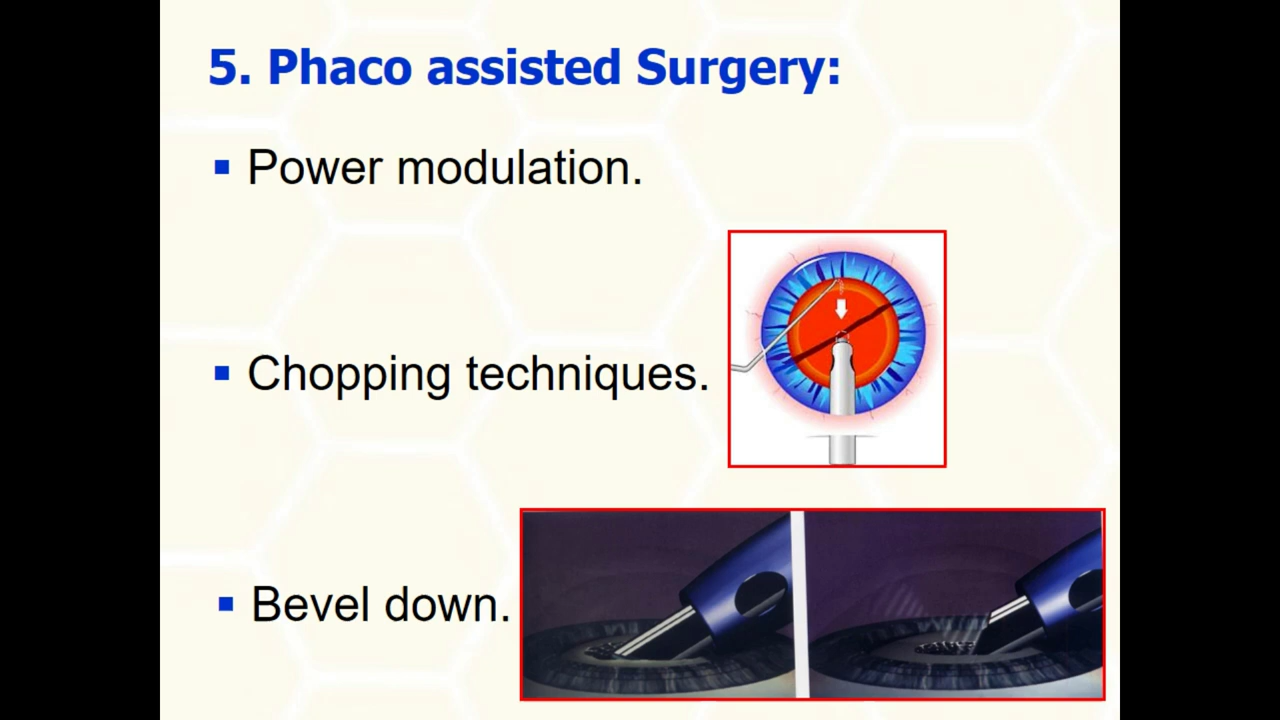 5. Phaco assisted Surgery:
▪ Power modulation.
▪ Chopping techniques.
▪ Bevel down.